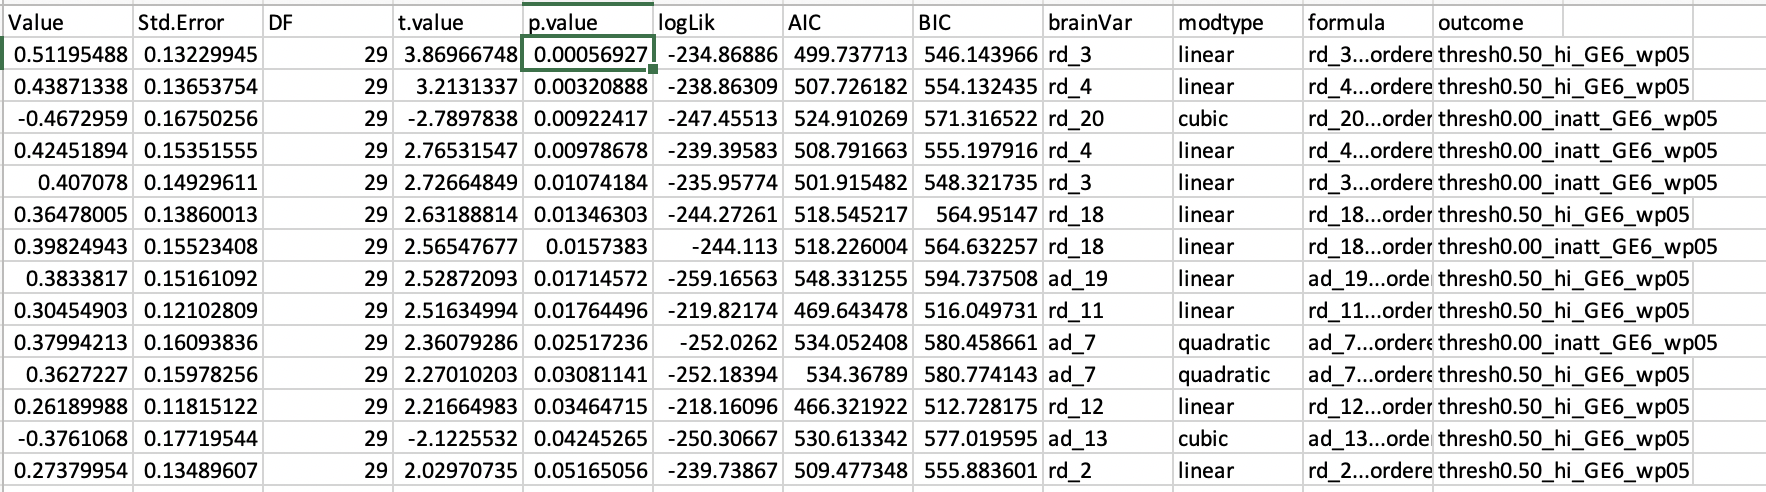 Value Std.Error DF t.value p.value logLik AIC BIC brainVar modtype formula outcome
0.51195488 0.13229945 29 3.86966748 0.00056927 -234.86886 499.737713 546.143966 rd_3 linear rd_3...ordere thresh0.50_hi_GE6_wp05
0.43871338 0.13653754 29 3.2131337 0.00320888 -238.86309 507.726182 554.132435 rd_4 linear rd_4...ordere thresh0.50_hi_GE6_wp05
-0.4672959 0.16750256 29 -2.7897838 0.00922417 -247.45513 524.910269 571.316522 rd_20 cubic rd_20...order thresh0.00_inatt_GE6_wp05
0.42451894 0.15351555 29 2.76531547 0.00978678 -239.39583 508.791663 555.197916 rd_4 linear rd_4...ordere thresh0.00_inatt_GE6_wp05
0.407078 0.14929611 29 2.72664849 0.01074184 -235.95774 501.915482 548.321735 rd_3 linear rd_3...ordere thresh0.00_inatt_GE6_wp05
0.36478005 0.13860013 29 2.63188814 0.01346303 -244.27261 518.545217 564.95147 rd_18 linear rd_18...order thresh0.50_hi_GE6_wp05
0.39824943 0.15523408 29 2.56547677 0.0157383 -244.113 518.226004 564.632257 rd_18 linear rd_18...order thresh0.00_inatt_GE6_wp05
0.3833817 0.15161092 29 2.52872093 0.01714572 -259.16563 548.331255 594.737508 ad_19 linear ad_19...orde thresh0.50_hi_GE6_wp05
0.30454903 0.12102809 29 2.51634994 0.01764496 -219.82174 469.643478 516.049731 rd_11 linear rd_11...order thresh0.50_hi_GE6_wp05
0.37994213 0.16093836 29 2.36079286 0.02517236 -252.0262 534.052408 580.458661 ad_7 quadratic ad_7...ordere thresh0.00_inatt_GE6_wp05
0.3627227 0.15978256 29 2.27010203 0.03081141 -252.18394 534.36789 580.774143 ad_7 quadratic ad_7...ordere thresh0.50_hi_GE6_wp05
0.26189988 0.11815122 29 2.21664983 0.03464715 -218.16096 466.321922 512.728175 rd_12 linear rd_12...order thresh0.50_hi_GE6_wp05
-0.3761068 0.17719544 29 -2.1225532 0.04245265 -250.30667 530.613342 577.019595 ad_13 cubic ad_13...orde thresh0.50_hi_GE6_wp05
0.27379954 0.13489607 29 2.02970735 0.05165056 -239.73867 509.477348 555.883601 rd_2 linear rd_2...ordere thresh0.50_hi_GE6_wp05